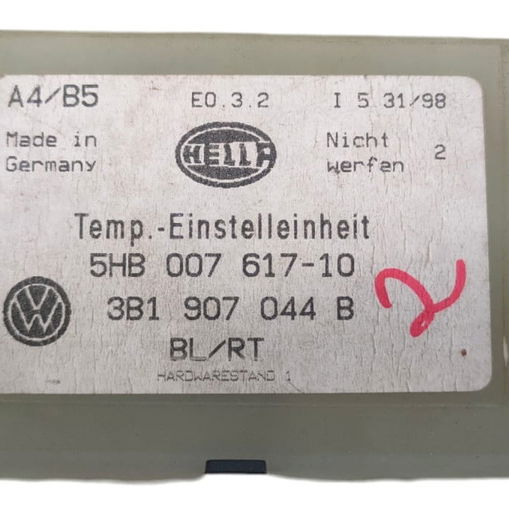 A4/B5 E0.3.2 I 5 31/98
Made in Germany
HELLA
Nicht werfen 2
Temp.-Einstelleinheit
5HB 007 617-10
VW
3B1 907 044 B
2
BL/RT
HARDWARESTAND 1